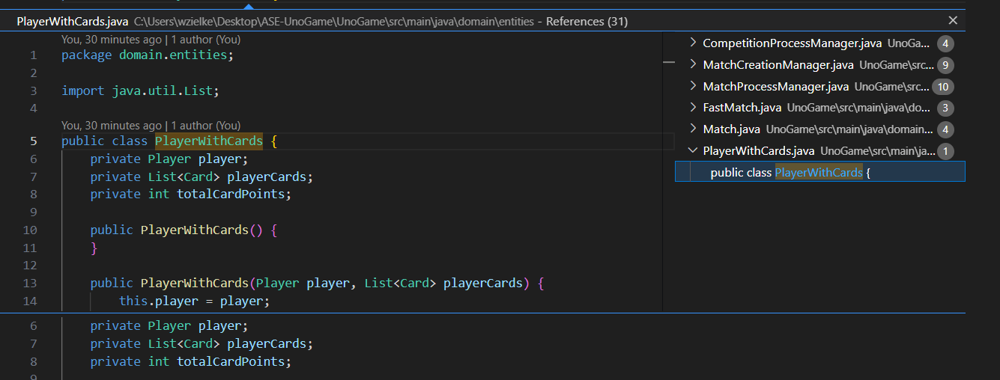 PlayerWithCards.java C:\Users\wzielke\Desktop\ASE-UnoGame\UnoGame\src\main\java\domain\entities - References (31)
You, 30 minutes ago | 1 author (You)
1 package domain.entities;
2
3 import java.util.List;
4
You, 30 minutes ago | 1 author (You)
5 public class PlayerWithCards {
6 private Player player;
7 private List<Card> playerCards;
8 private int totalCardPoints;
9
10 public PlayerWithCards() {
11 }
12
13 public PlayerWithCards(Player player, List<Card> playerCards) {
14 this.player = player;
CompetitionProcessManager.java UnoGa... 4
MatchCreationManager.java UnoGame\src... 9
MatchProcessManager.java UnoGame\src... 10
FastMatch.java UnoGame\src\main\java\do... 3
Match.java UnoGame\src\main\java\domain... 4
PlayerWithCards.java UnoGame\src\main\ja... 1
public class PlayerWithCards {
6 private Player player;
7 private List<Card> playerCards;
8 private int totalCardPoints;
9